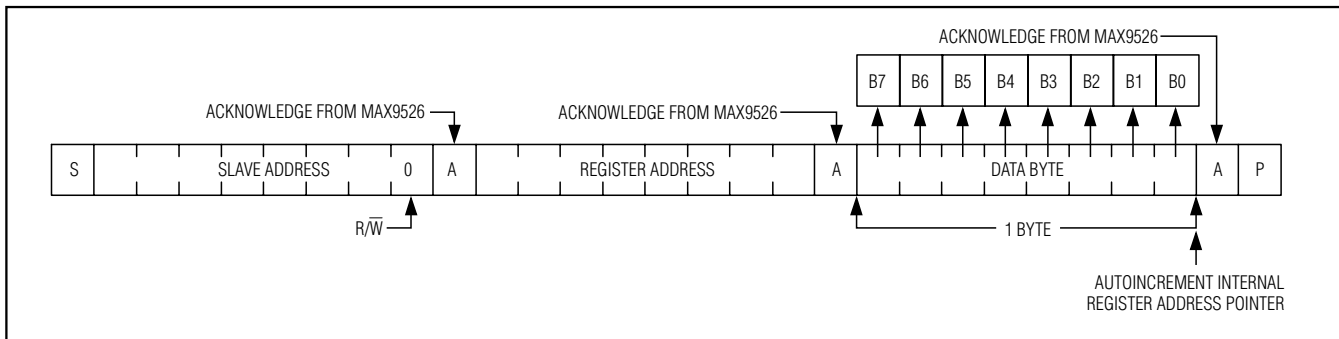 ACKNOWLEDGE FROM MAX9526
B7 B6 B5 B4 B3 B2 B1 B0
ACKNOWLEDGE FROM MAX9526 ACKNOWLEDGE FROM MAX9526
S SLAVE ADDRESS 0 A REGISTER ADDRESS A DATA BYTE A P
R/W̅ 1 BYTE
AUTOINCREMENT INTERNAL
REGISTER ADDRESS POINTER